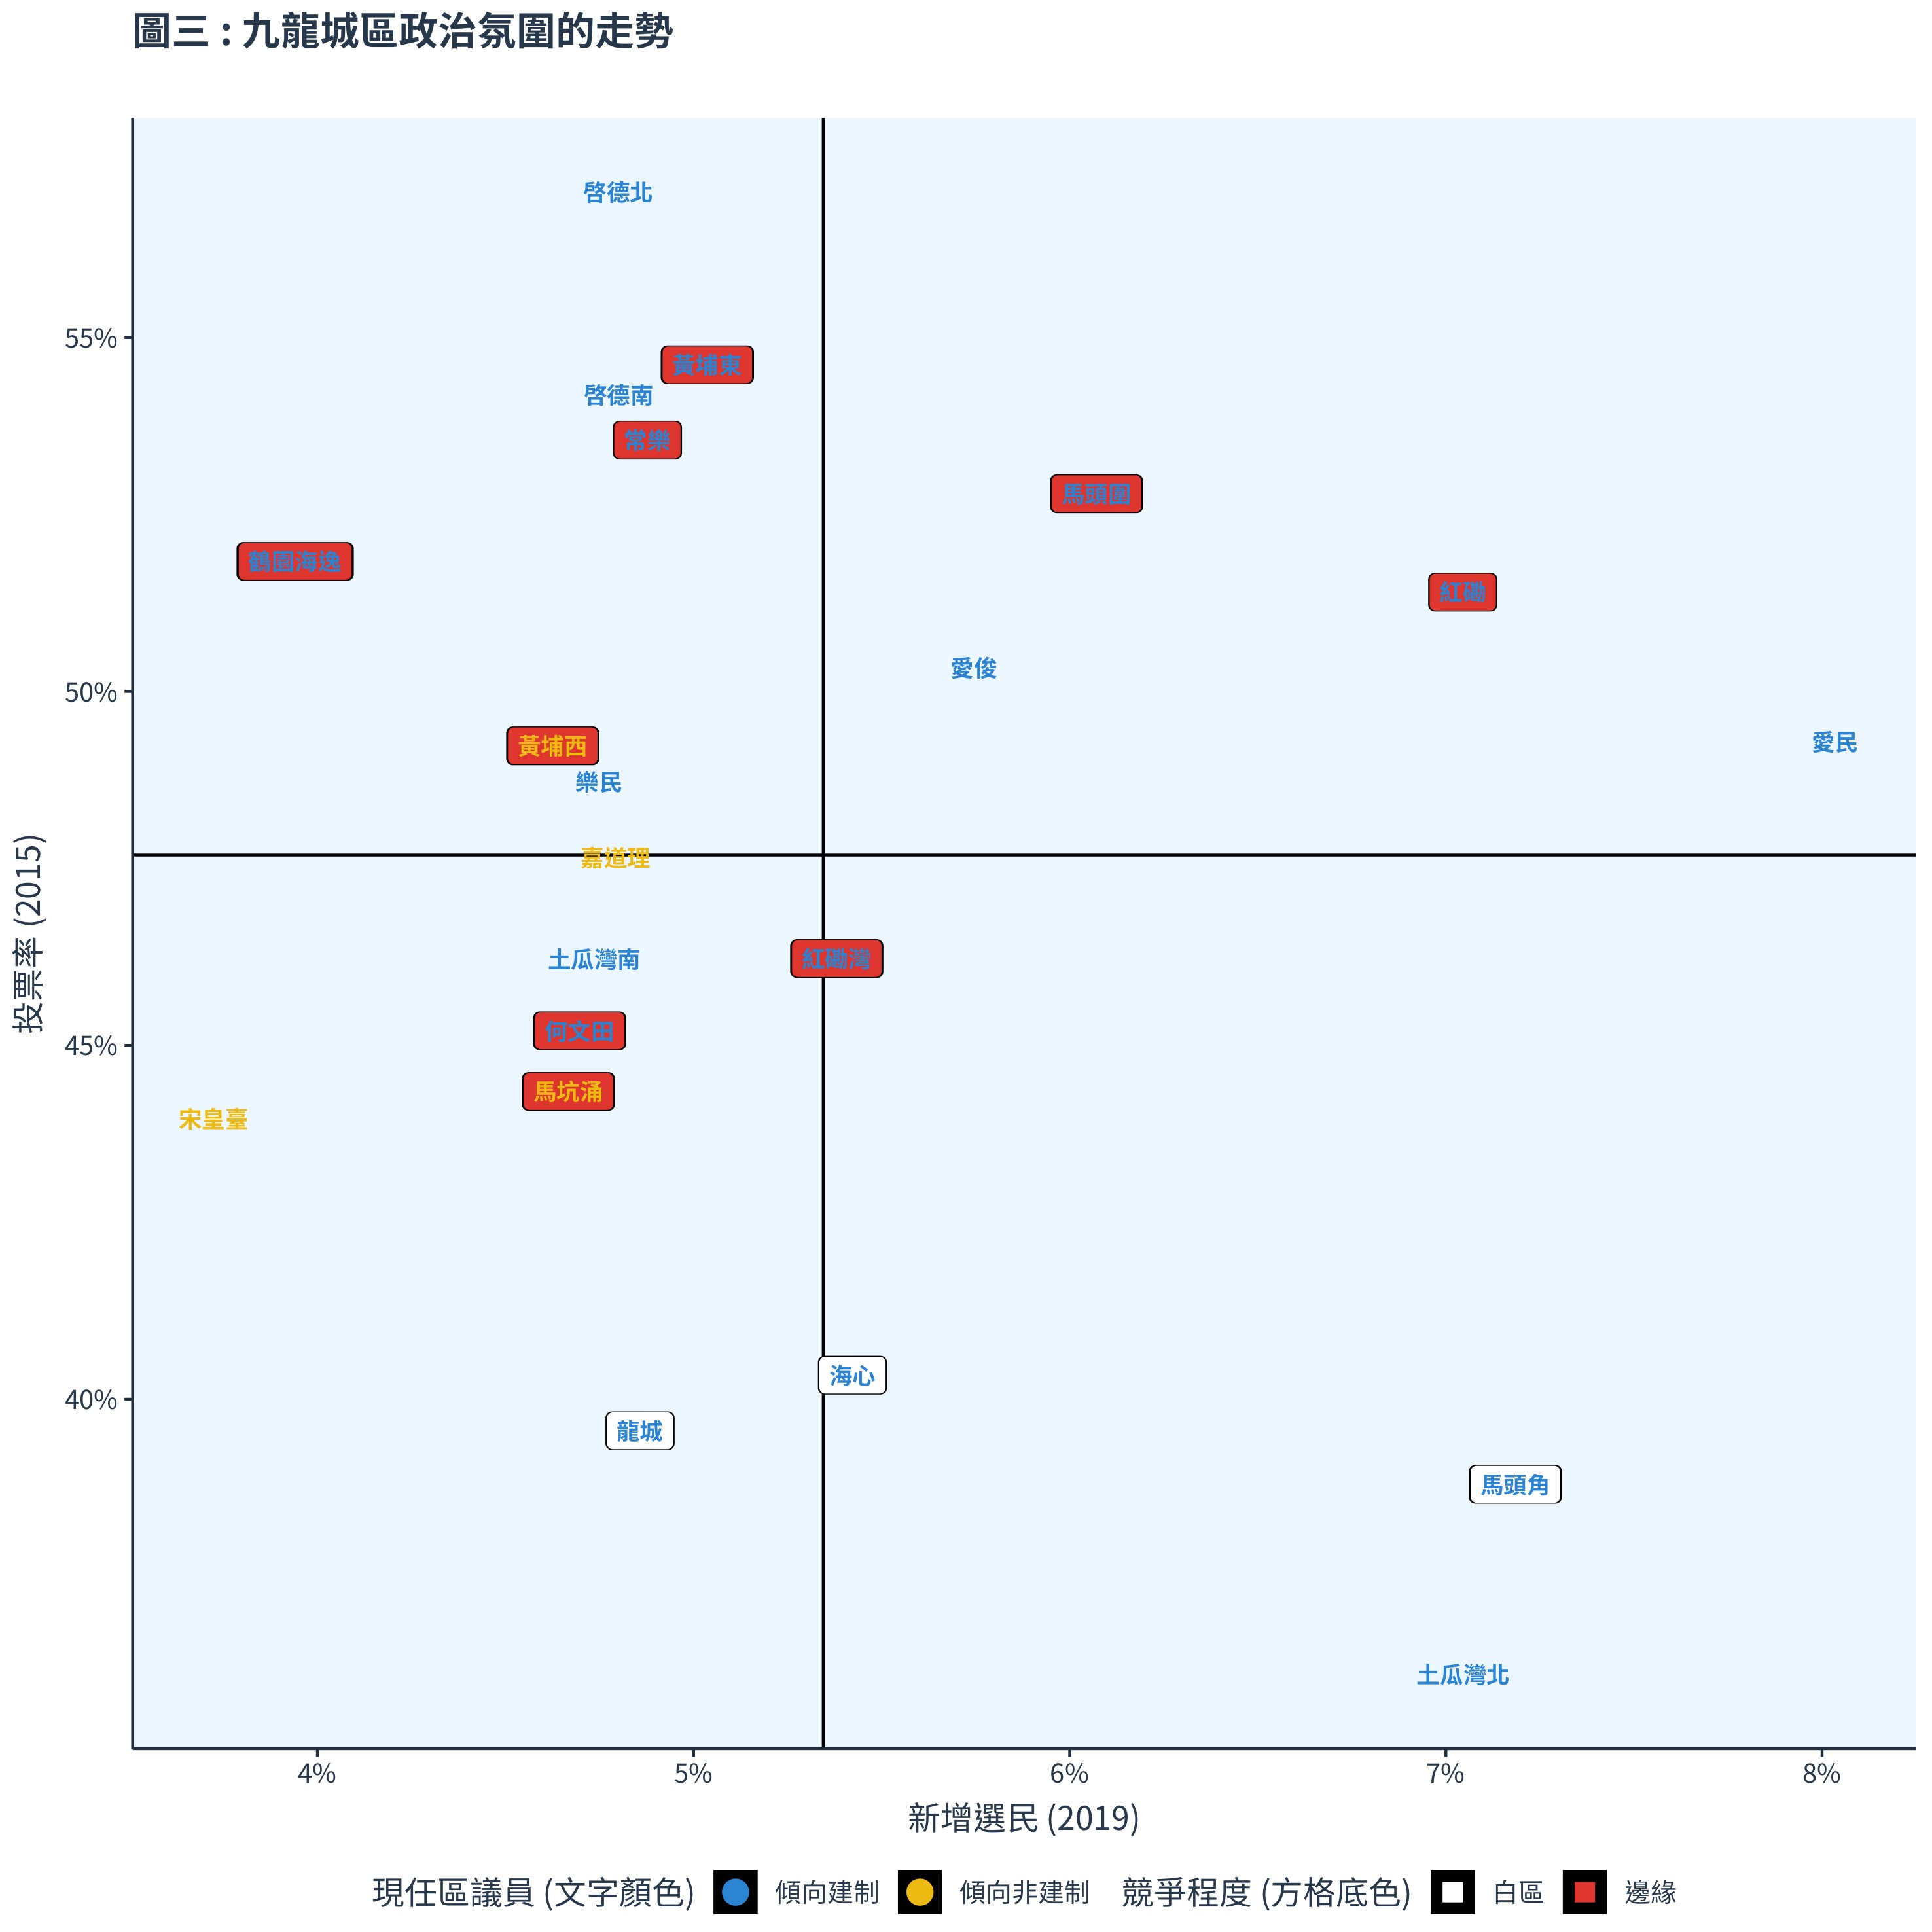 圖三 : 九龍城區政治氛圍的走勢
啓德北
55%
黃埔東
啓德南
常樂
馬頭圍
鶴園海逸
紅磡
愛俊
50%
愛民
黃埔西
樂民
嘉道理
投票率 (2015)
土瓜灣南
紅磡灣
何文田
45%
馬坑涌
宋皇臺
海心
40%
龍城
馬頭角
土瓜灣北
4% 5% 6% 7% 8%
新增選民 (2019)
現任區議員 (文字顏色) 傾向建制 傾向非建制 競爭程度 (方格底色) 白區 邊緣